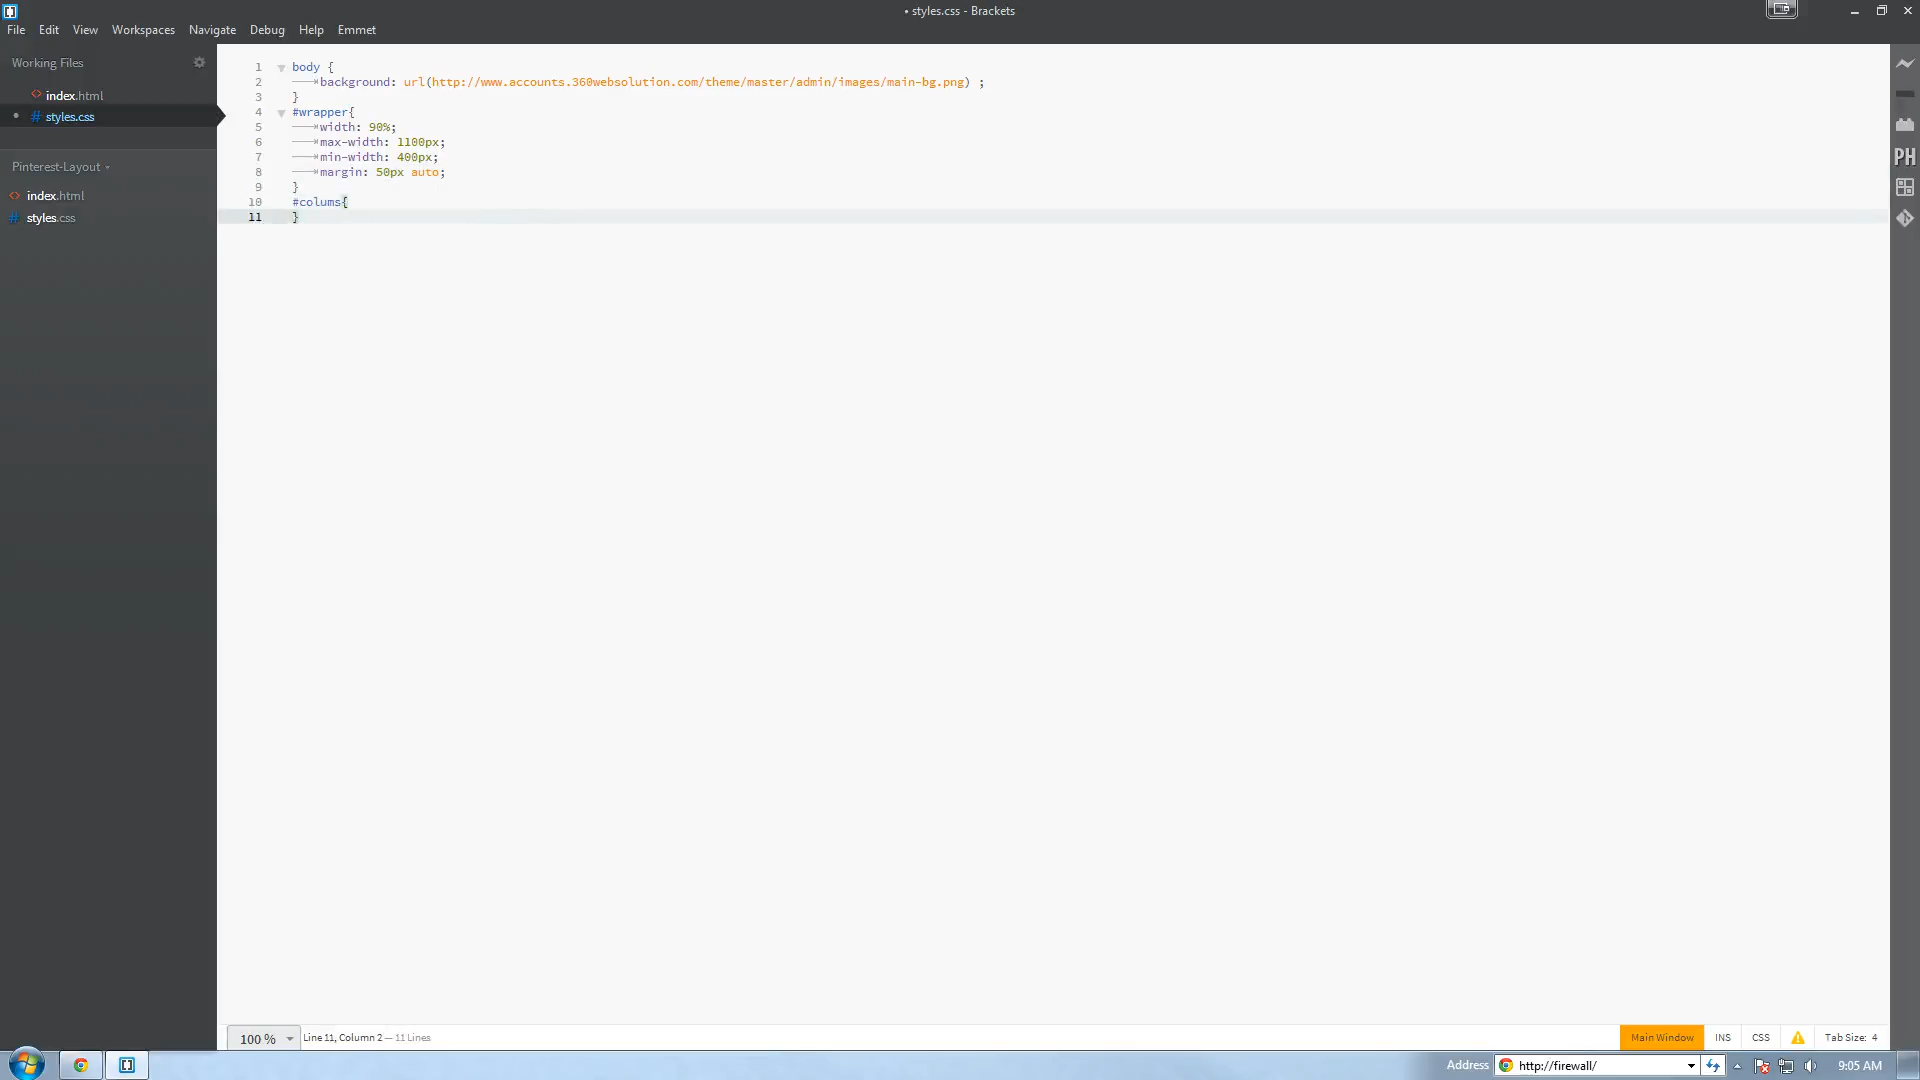 • styles.css - Brackets
File Edit View Workspaces Navigate Debug Help Emmet
Working Files
<> index.html
• # styles.css
Pinterest-Layout
<> index.html
# styles.css
1 body {
2 background: url(http://www.accounts.360websolution.com/theme/master/admin/images/main-bg.png) ;
3 }
4 #wrapper{
5 width: 90%;
6 max-width: 1100px;
7 min-width: 400px;
8 margin: 50px auto;
9 }
10 #colums{
11 }
PH
100 % Line 11, Column 2 — 11 Lines
Main Window INS CSS Tab Size: 4
Address http://firewall/ 9:05 AM